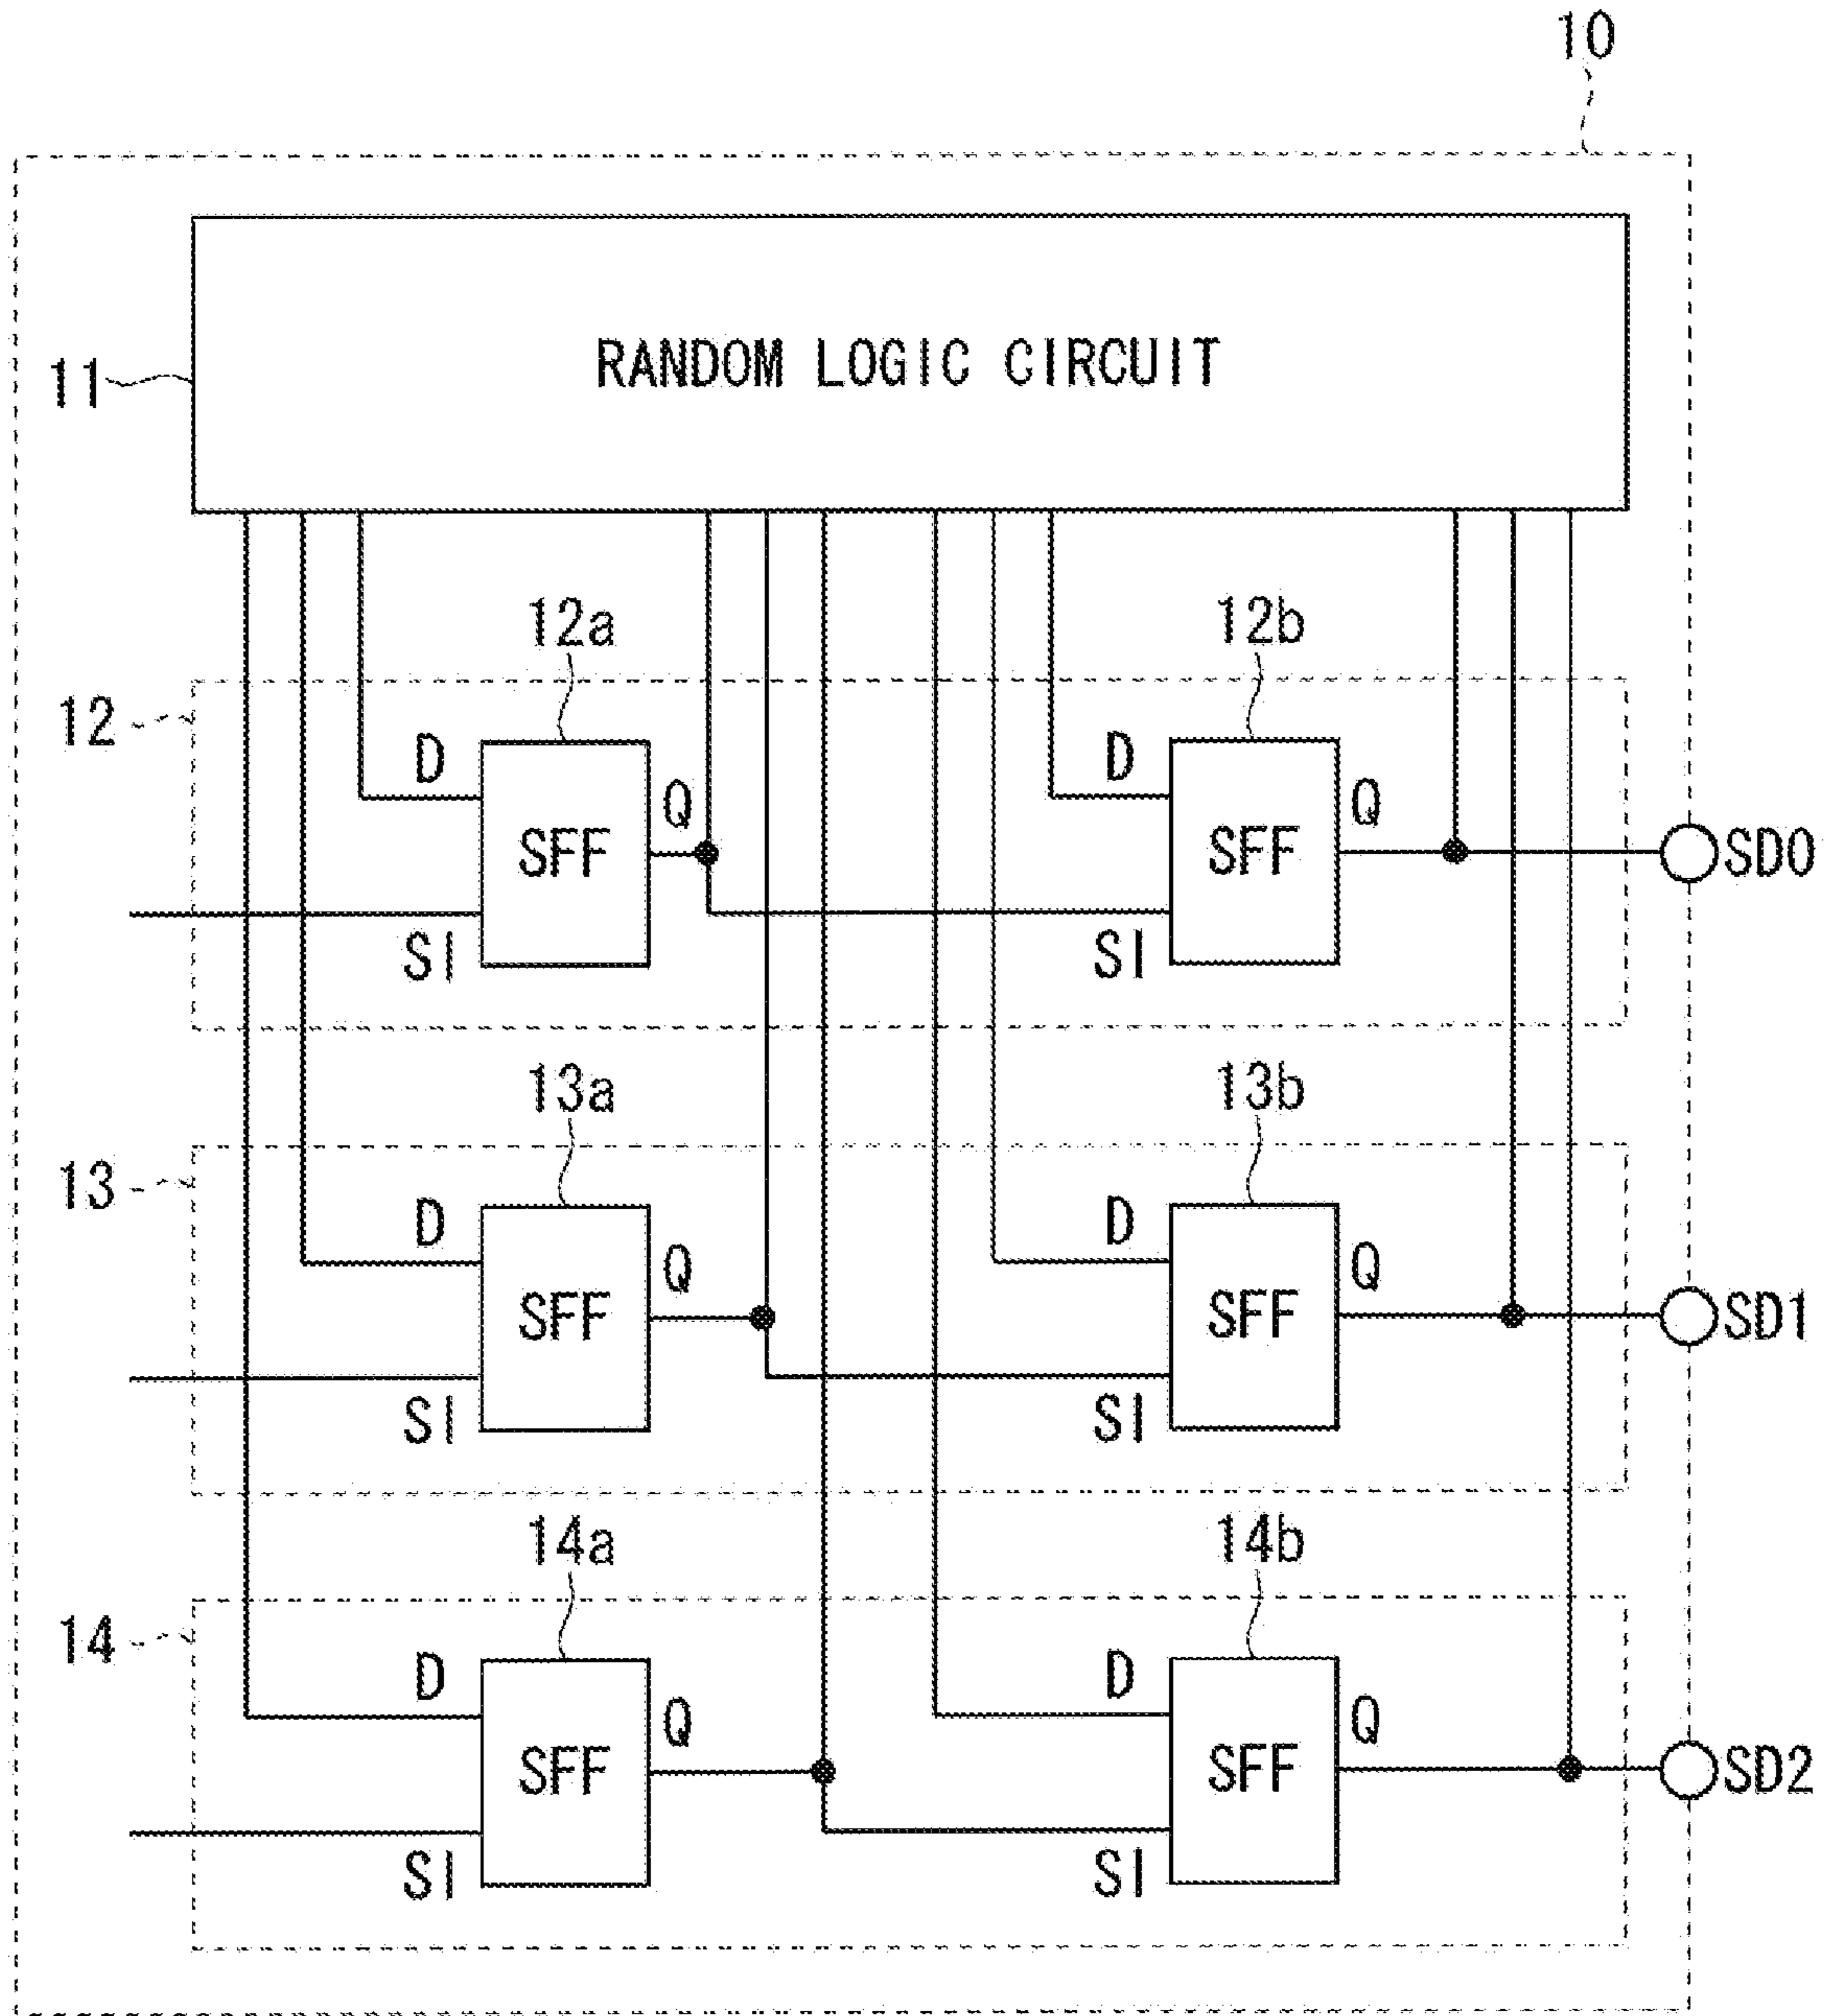 10
RANDOM LOGIC CIRCUIT
11
12a
12b
12
D
Q
D
Q
SFF
SFF
SD0
SI
SI
13a
13b
13
D
Q
D
Q
SFF
SFF
SD1
SI
SI
14a
14b
14
D
Q
D
Q
SFF
SFF
SD2
SI
SI